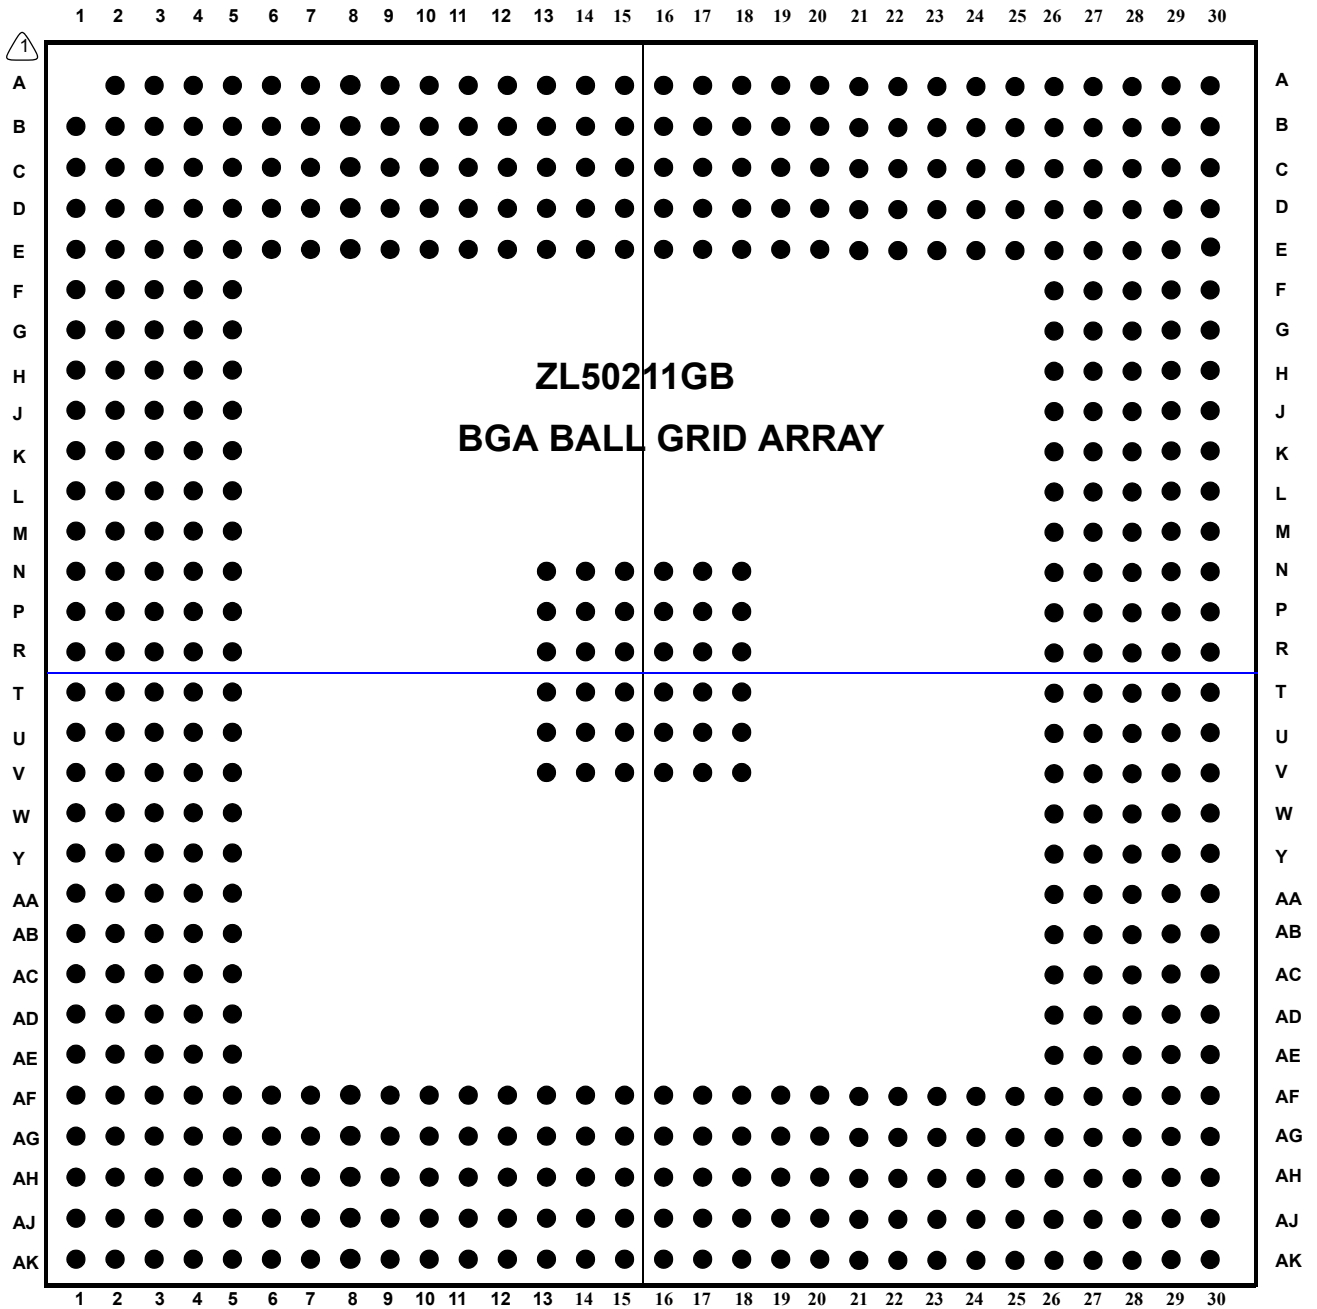 1 2 3 4 5 6 7 8 9 10 11 12 13 14 15 16 17 18 19 20 21 22 23 24 25 26 27 28 29 30
1
A A
B B
C C
D D
E E
F F
G G
H ZL50211GB H
J J
K BGA BALL GRID ARRAY K
L L
M M
N N
P P
R R
T T
U U
V V
W W
Y Y
AA AA
AB AB
AC AC
AD AD
AE AE
AF AF
AG AG
AH AH
AJ AJ
AK AK
1 2 3 4 5 6 7 8 9 10 11 12 13 14 15 16 17 18 19 20 21 22 23 24 25 26 27 28 29 30